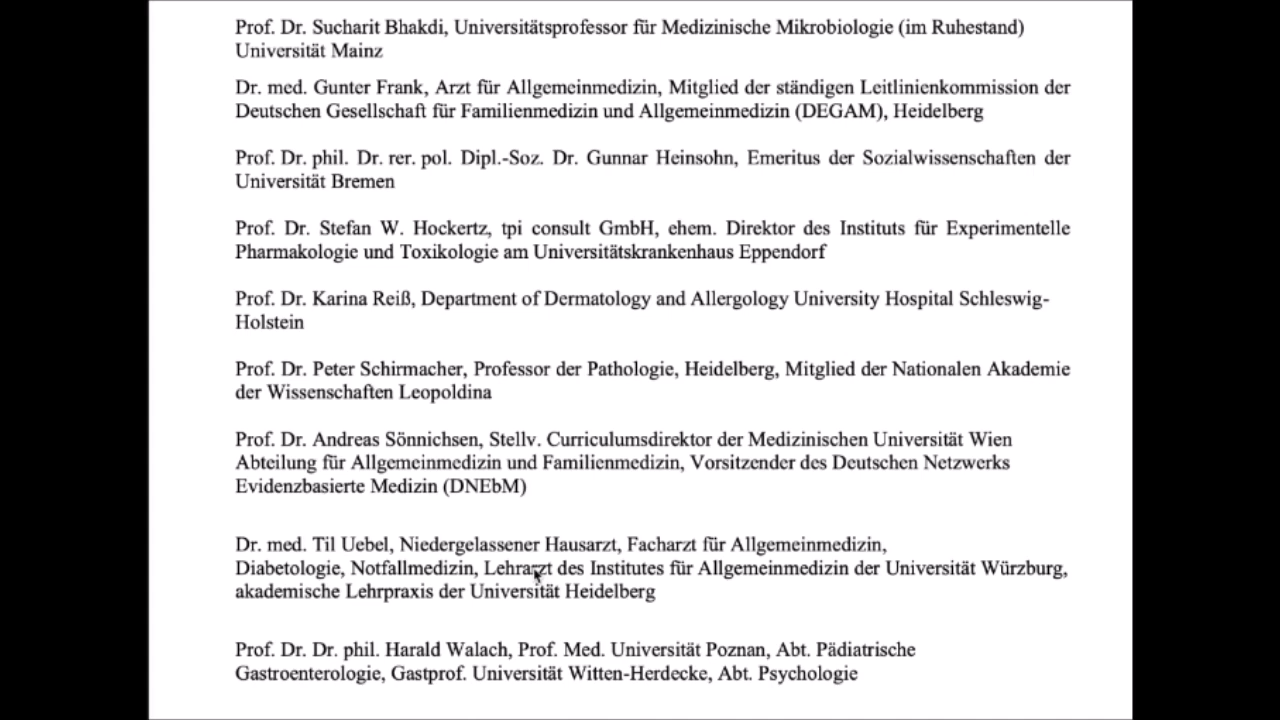 Prof. Dr. Sucharit Bhakdi, Universitätsprofessor für Medizinische Mikrobiologie (im Ruhestand)
Universität Mainz
Dr. med. Gunter Frank, Arzt für Allgemeinmedizin, Mitglied der ständigen Leitlinienkommission der
Deutschen Gesellschaft für Familienmedizin und Allgemeinmedizin (DEGAM), Heidelberg
Prof. Dr. phil. Dr. rer. pol. Dipl.-Soz. Dr. Gunnar Heinsohn, Emeritus der Sozialwissenschaften der
Universität Bremen
Prof. Dr. Stefan W. Hockertz, tpi consult GmbH, ehem. Direktor des Instituts für Experimentelle
Pharmakologie und Toxikologie am Universitätskrankenhaus Eppendorf
Prof. Dr. Karina Reiß, Department of Dermatology and Allergology University Hospital Schleswig-
Holstein
Prof. Dr. Peter Schirmacher, Professor der Pathologie, Heidelberg, Mitglied der Nationalen Akademie
der Wissenschaften Leopoldina
Prof. Dr. Andreas Sönnichsen, Stellv. Curriculumsdirektor der Medizinischen Universität Wien
Abteilung für Allgemeinmedizin und Familienmedizin, Vorsitzender des Deutschen Netzwerks
Evidenzbasierte Medizin (DNEbM)
Dr. med. Til Uebel, Niedergelassener Hausarzt, Facharzt für Allgemeinmedizin,
Diabetologie, Notfallmedizin, Lehrarzt des Institutes für Allgemeinmedizin der Universität Würzburg,
akademische Lehrpraxis der Universität Heidelberg
Prof. Dr. Dr. phil. Harald Walach, Prof. Med. Universität Poznan, Abt. Pädiatrische
Gastroenterologie, Gastprof. Universität Witten-Herdecke, Abt. Psychologie